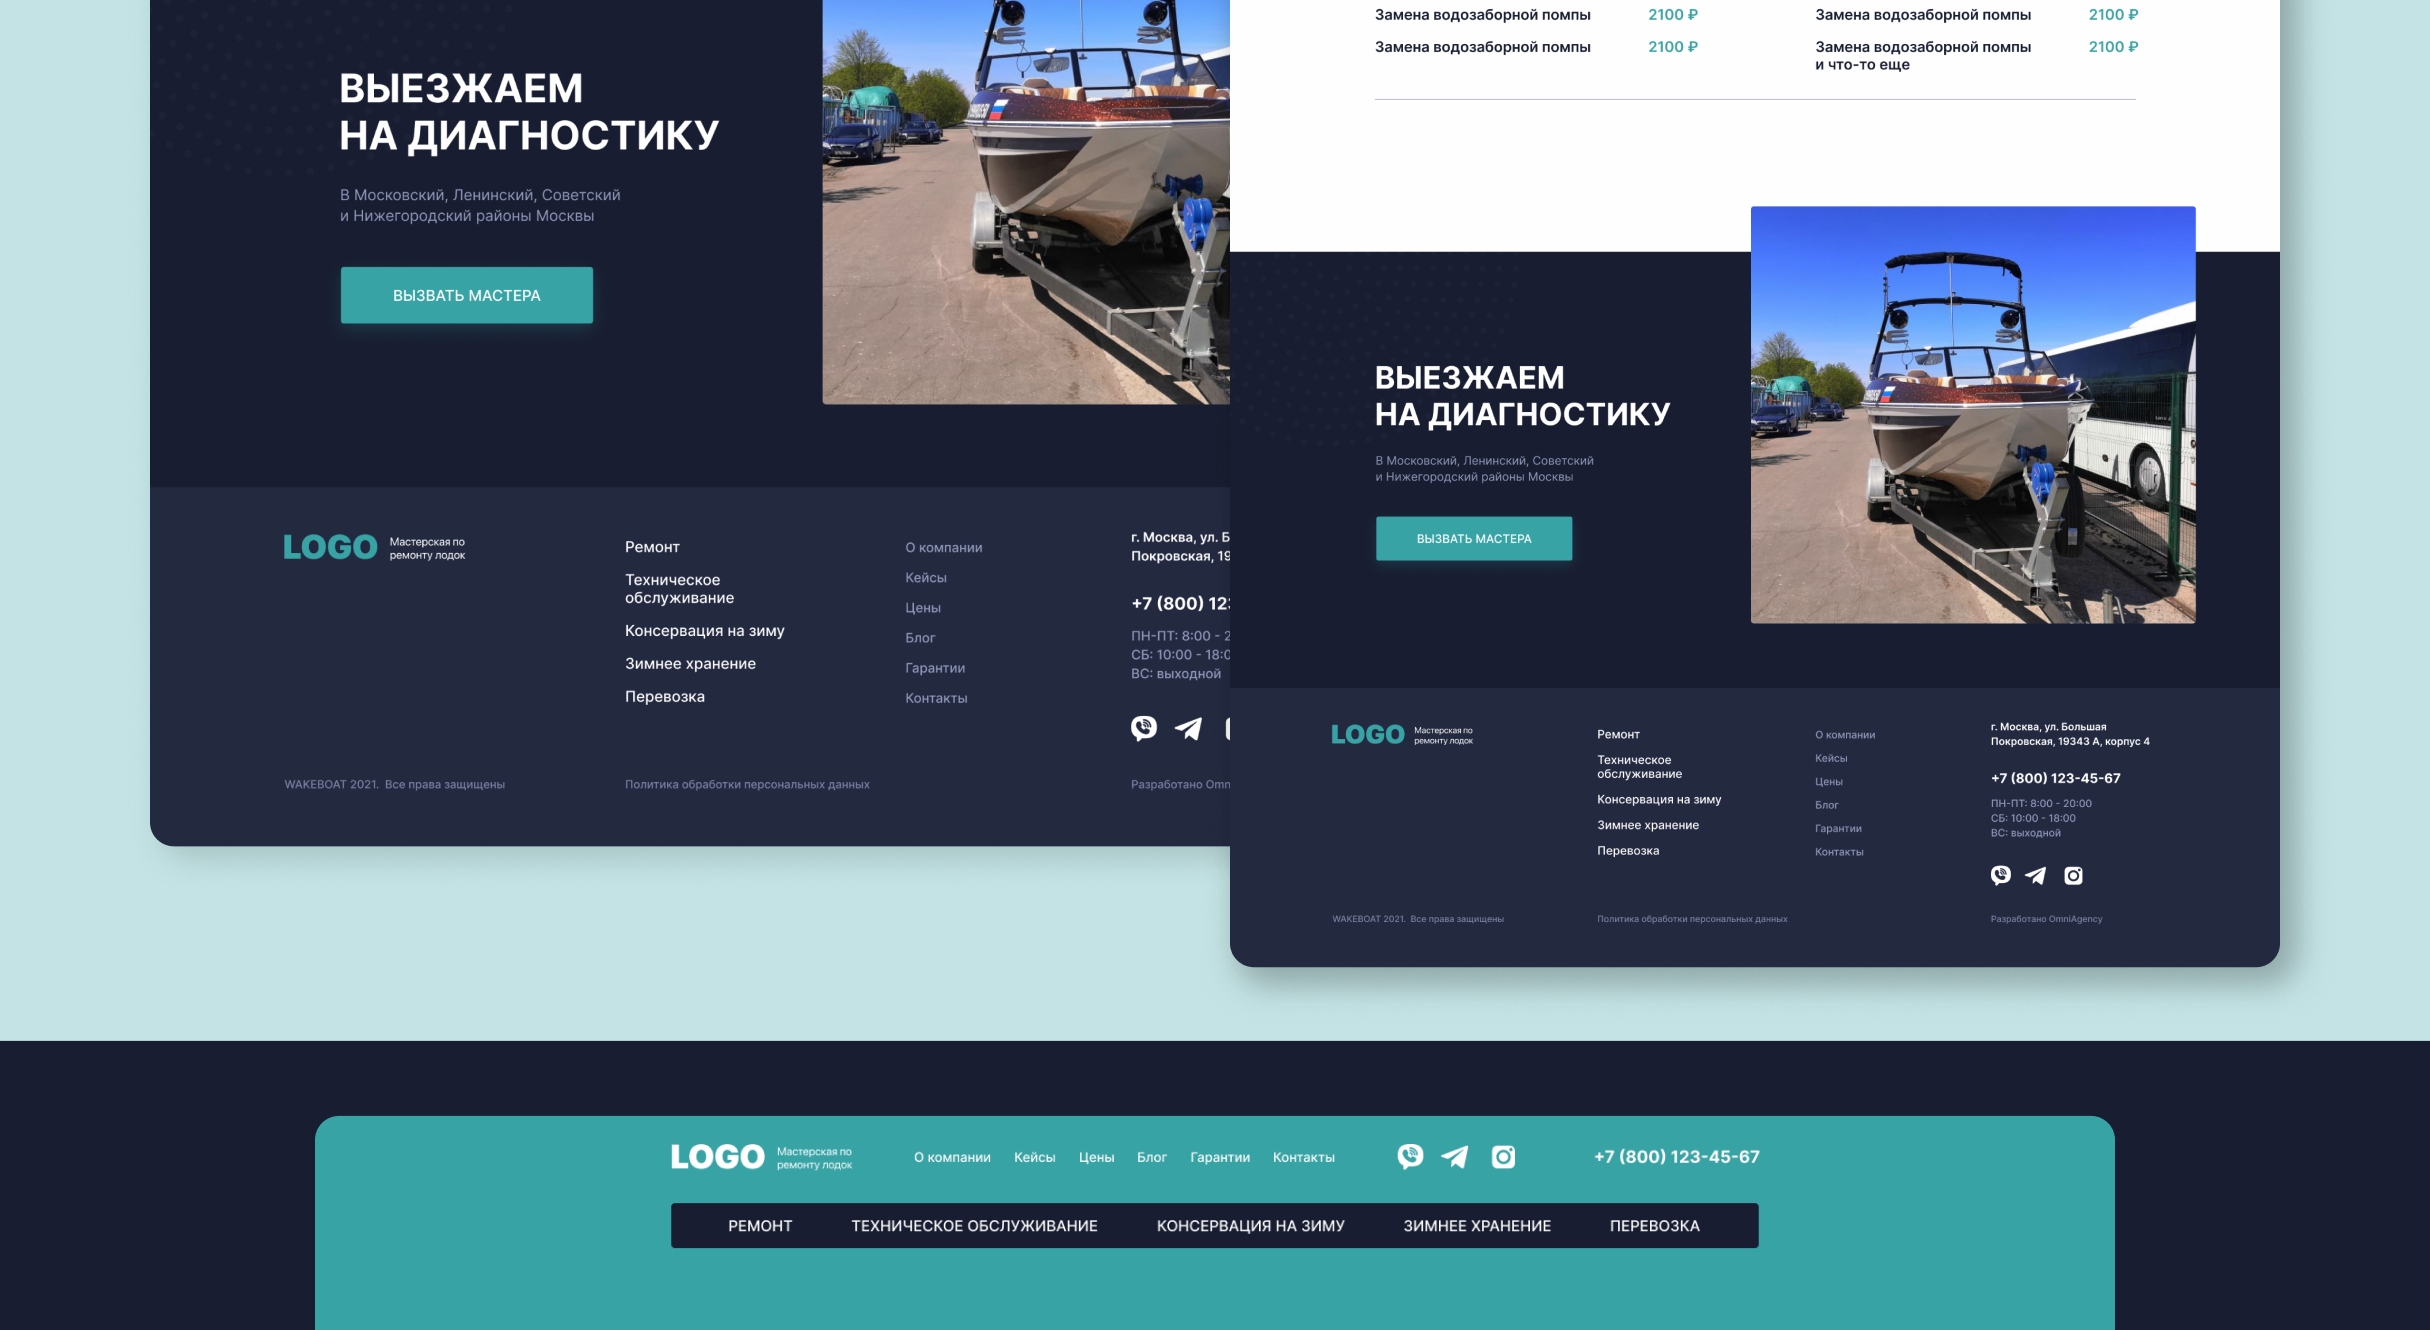 ВЫЕЗЖАЕМ
НА ДИАГНОСТИКУ
В Московский, Ленинский, Советский
и Нижегородский районы Москвы
ВЫЗВАТЬ МАСТЕРА
LOGO
Мастерская по
ремонту лодок
Ремонт
Техническое
обслуживание
Консервация на зиму
Зимнее хранение
Перевозка
О компании
Кейсы
Цены
Блог
Гарантии
Контакты
г. Москва, ул. Б
Покровская, 19
+7 (800) 12
ПН-ПТ: 8:00 - 2
СБ: 10:00 - 18:0
ВС: выходной
WAKEBOAT 2021. Все права защищены
Политика обработки персональных данных
Разработано Omn
Замена водозаборной помпы 2100 ₽
Замена водозаборной помпы 2100 ₽
Замена водозаборной помпы 2100 ₽
Замена водозаборной помпы 2100 ₽
и что-то еще
ВЫЕЗЖАЕМ
НА ДИАГНОСТИКУ
В Московский, Ленинский, Советский
и Нижегородский районы Москвы
ВЫЗВАТЬ МАСТЕРА
LOGO
Мастерская по
ремонту лодок
Ремонт
Техническое
обслуживание
Консервация на зиму
Зимнее хранение
Перевозка
О компании
Кейсы
Цены
Блог
Гарантии
Контакты
г. Москва, ул. Большая
Покровская, 19343 А, корпус 4
+7 (800) 123-45-67
ПН-ПТ: 8:00 - 20:00
СБ: 10:00 - 18:00
ВС: выходной
WAKEBOAT 2021. Все права защищены
Политика обработки персональных данных
Разработано OmniAgency
LOGO
Мастерская по
ремонту лодок
О компании Кейсы Цены Блог Гарантии Контакты
+7 (800) 123-45-67
РЕМОНТ ТЕХНИЧЕСКОЕ ОБСЛУЖИВАНИЕ КОНСЕРВАЦИЯ НА ЗИМУ ЗИМНЕЕ ХРАНЕНИЕ ПЕРЕВОЗКА